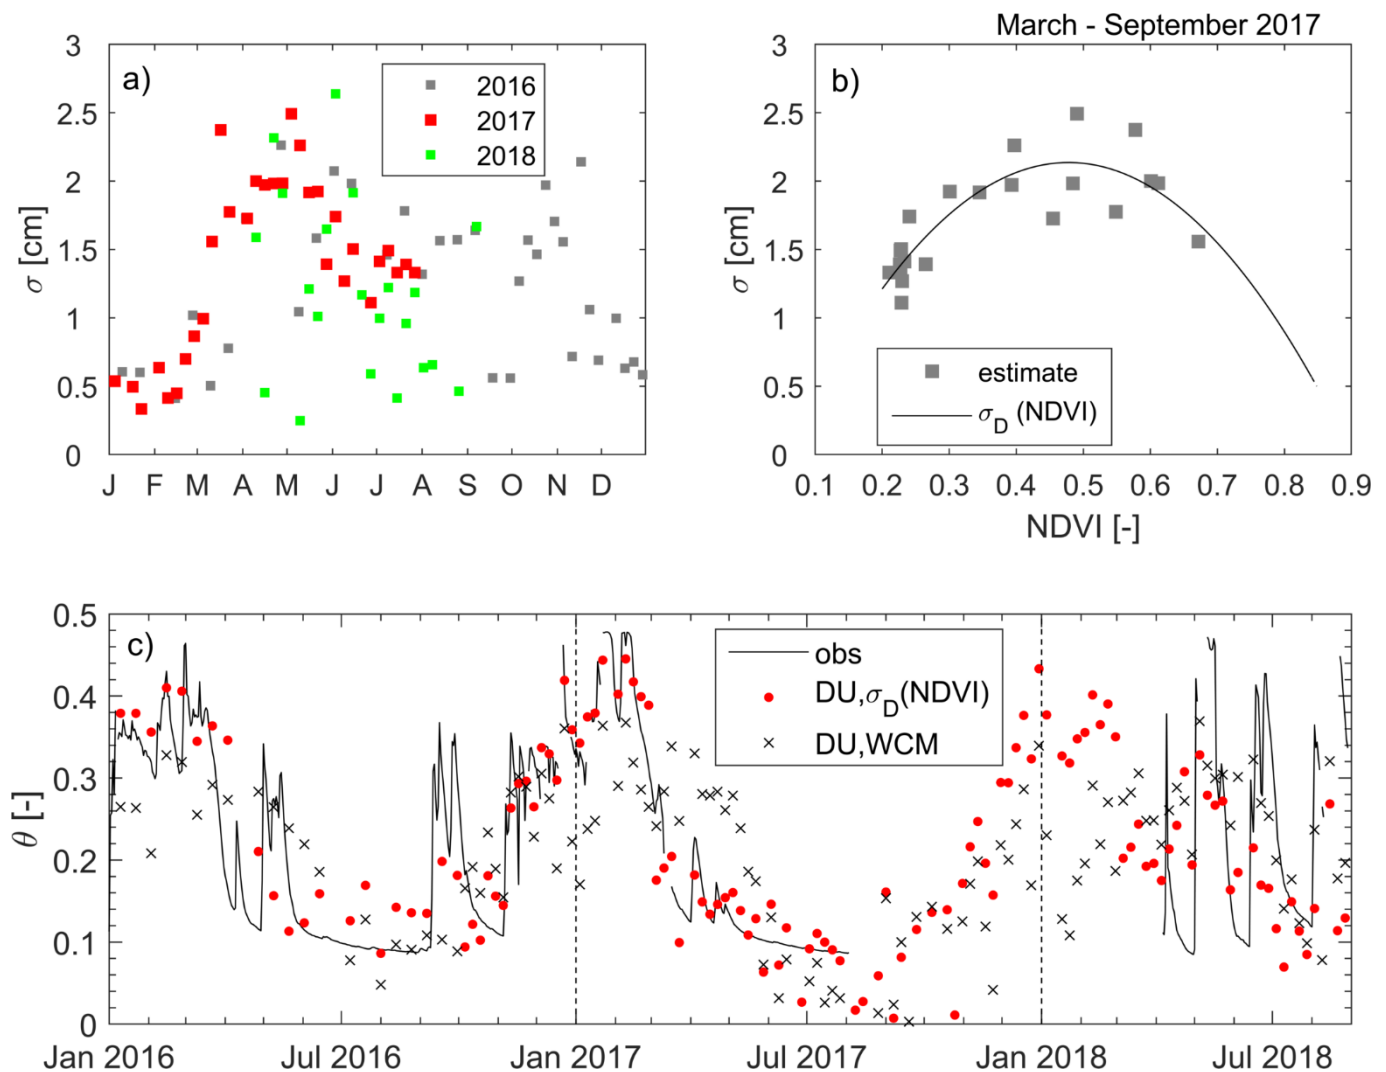 March - September 2017
a)
3
2.5
2
1.5
1
0.5
0
σ [cm]
2016
2017
2018
J F M A M J J A S O N D
b)
3
2.5
2
1.5
1
0.5
0
σ [cm]
estimate
σD (NDVI)
0.1 0.2 0.3 0.4 0.5 0.6 0.7 0.8 0.9
NDVI [-]
c)
0.5
0.4
0.3
0.2
0.1
0
θ [-]
obs
DU,σD(NDVI)
DU,WCM
Jan 2016 Jul 2016 Jan 2017 Jul 2017 Jan 2018 Jul 2018